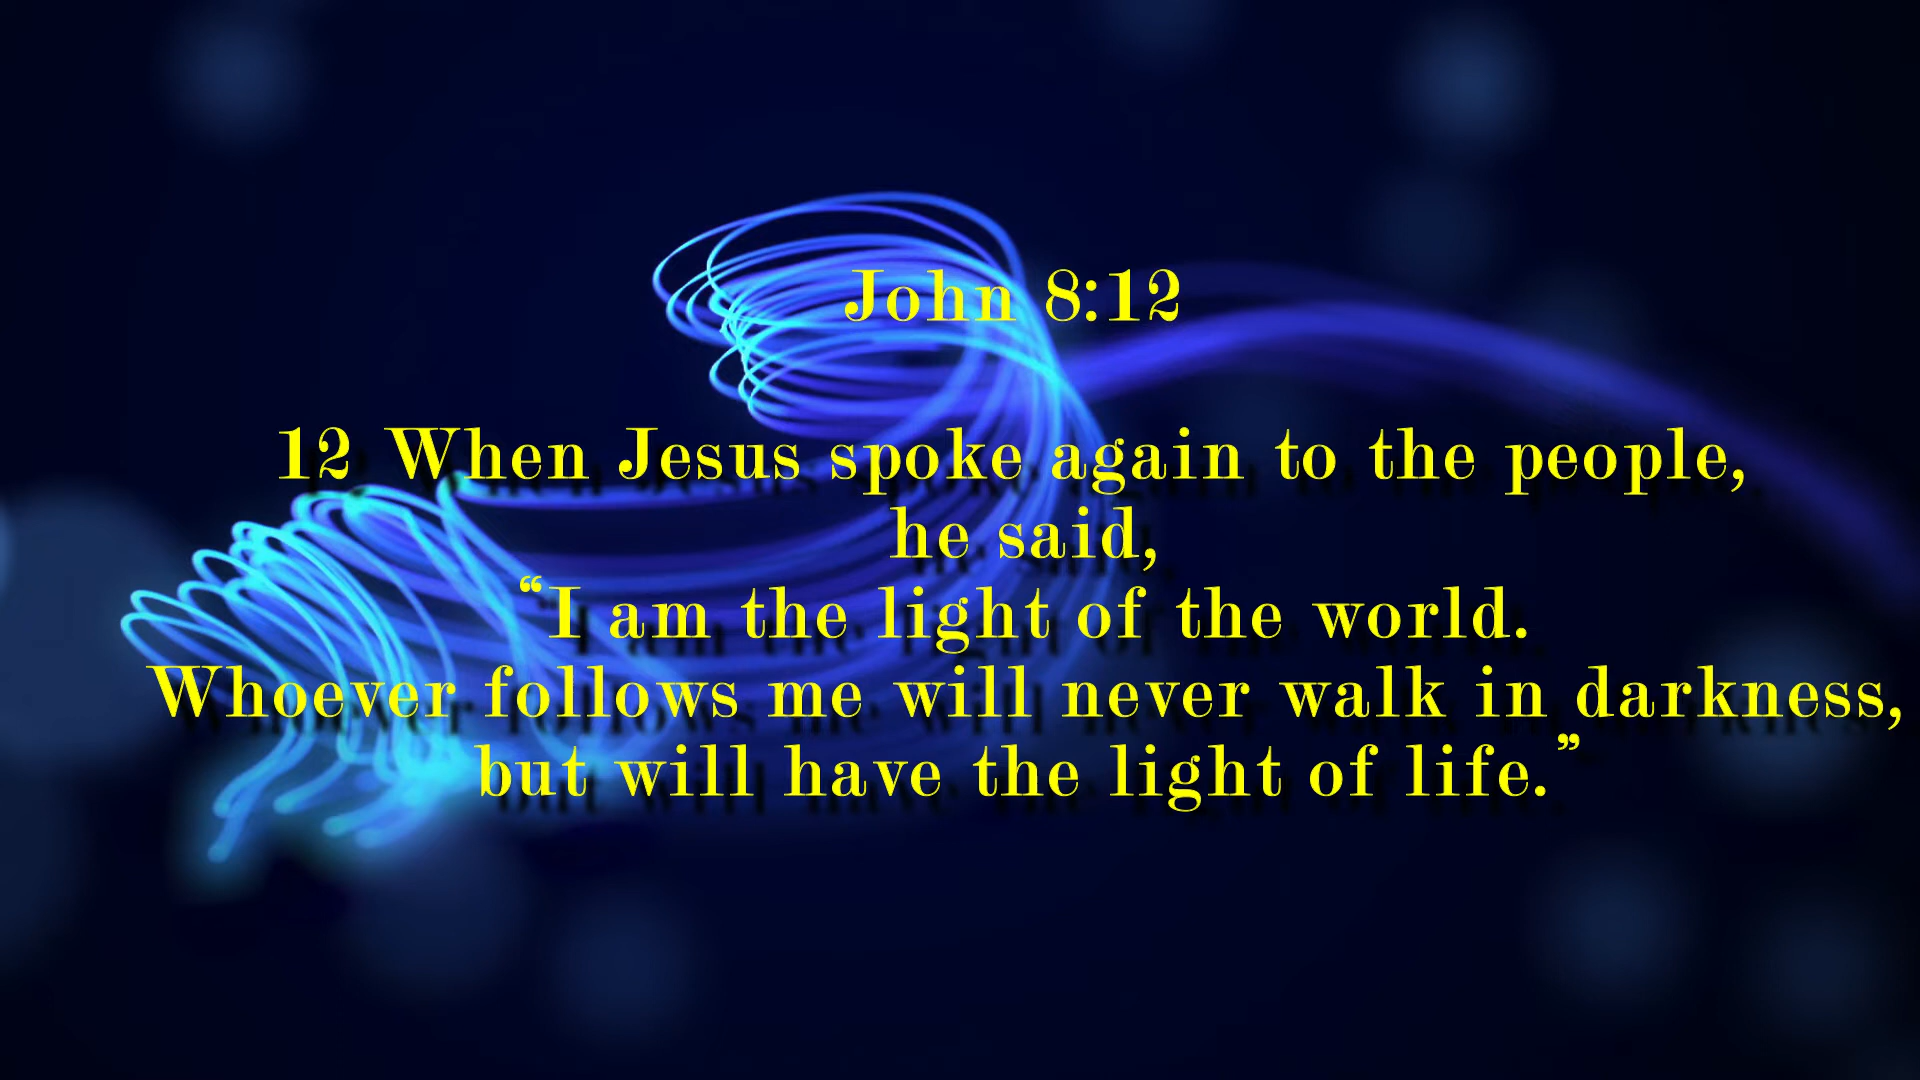 John 8:12
12 When Jesus spoke again to the people,
he said,
“I am the light of the world.
Whoever follows me will never walk in darkness,
but will have the light of life.”